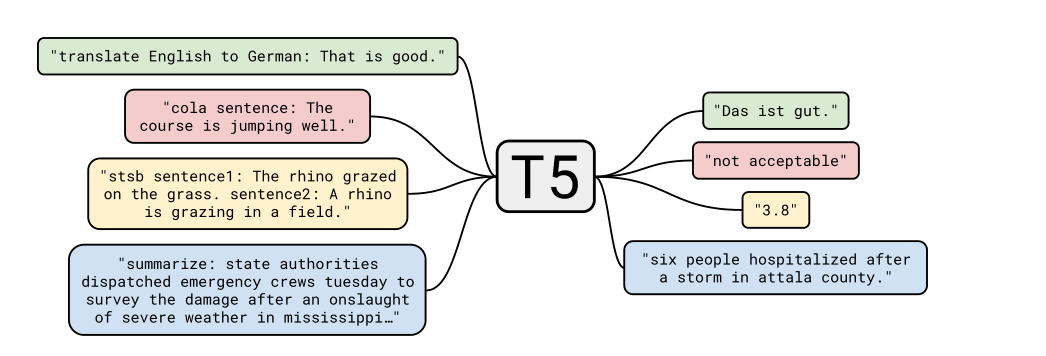 "translate English to German: That is good."
"cola sentence: The
course is jumping well."
"stsb sentence1: The rhino grazed
on the grass. sentence2: A rhino
is grazing in a field."
"summarize: state authorities
dispatched emergency crews tuesday to
survey the damage after an onslaught
of severe weather in mississippi…"
T5
"Das ist gut."
"not acceptable"
"3.8"
"six people hospitalized after
a storm in attala county."